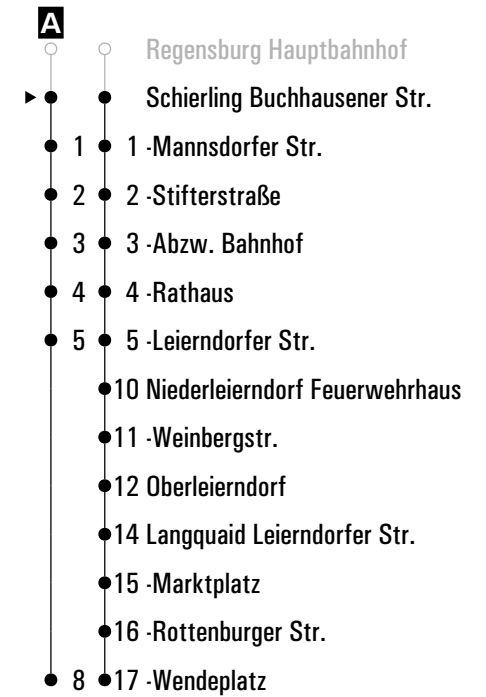 A
Regensburg Hauptbahnhof
Schierling Buchhausener Str.
1 1 -Mannsdorfer Str.
2 2 -Stifterstraße
3 3 -Abzw. Bahnhof
4 4 -Rathaus
5 5 -Leierndorfer Str.
10 Niederleierndorf Feuerwehrhaus
11 -Weinbergstr.
12 Oberleierndorf
14 Langquaid Leierndorfer Str.
15 -Marktplatz
16 -Rottenburger Str.
8 17 -Wendeplatz